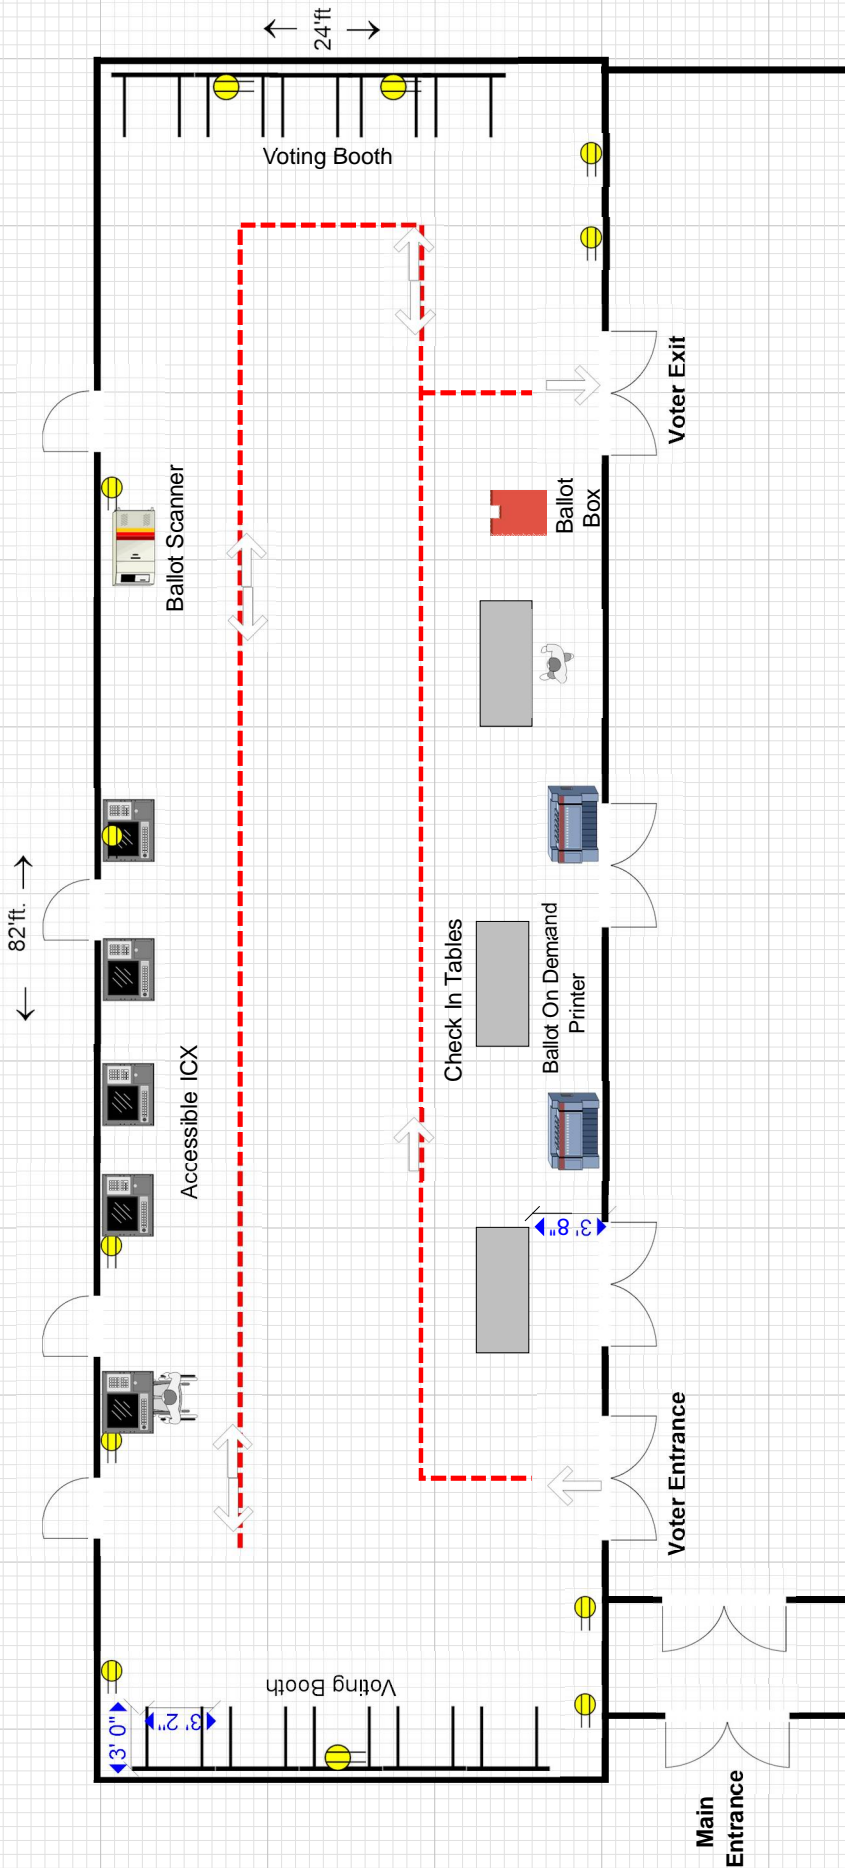 24'ft
Voting Booth
Voter Exit
Ballot Scanner
Ballot
Box
82'ft.
Check In Tables
Ballot On Demand
Printer
Accessible ICX
3' 8"
Voter Entrance
Voting Booth
3' 2"
3' 0"
Main
Entrance